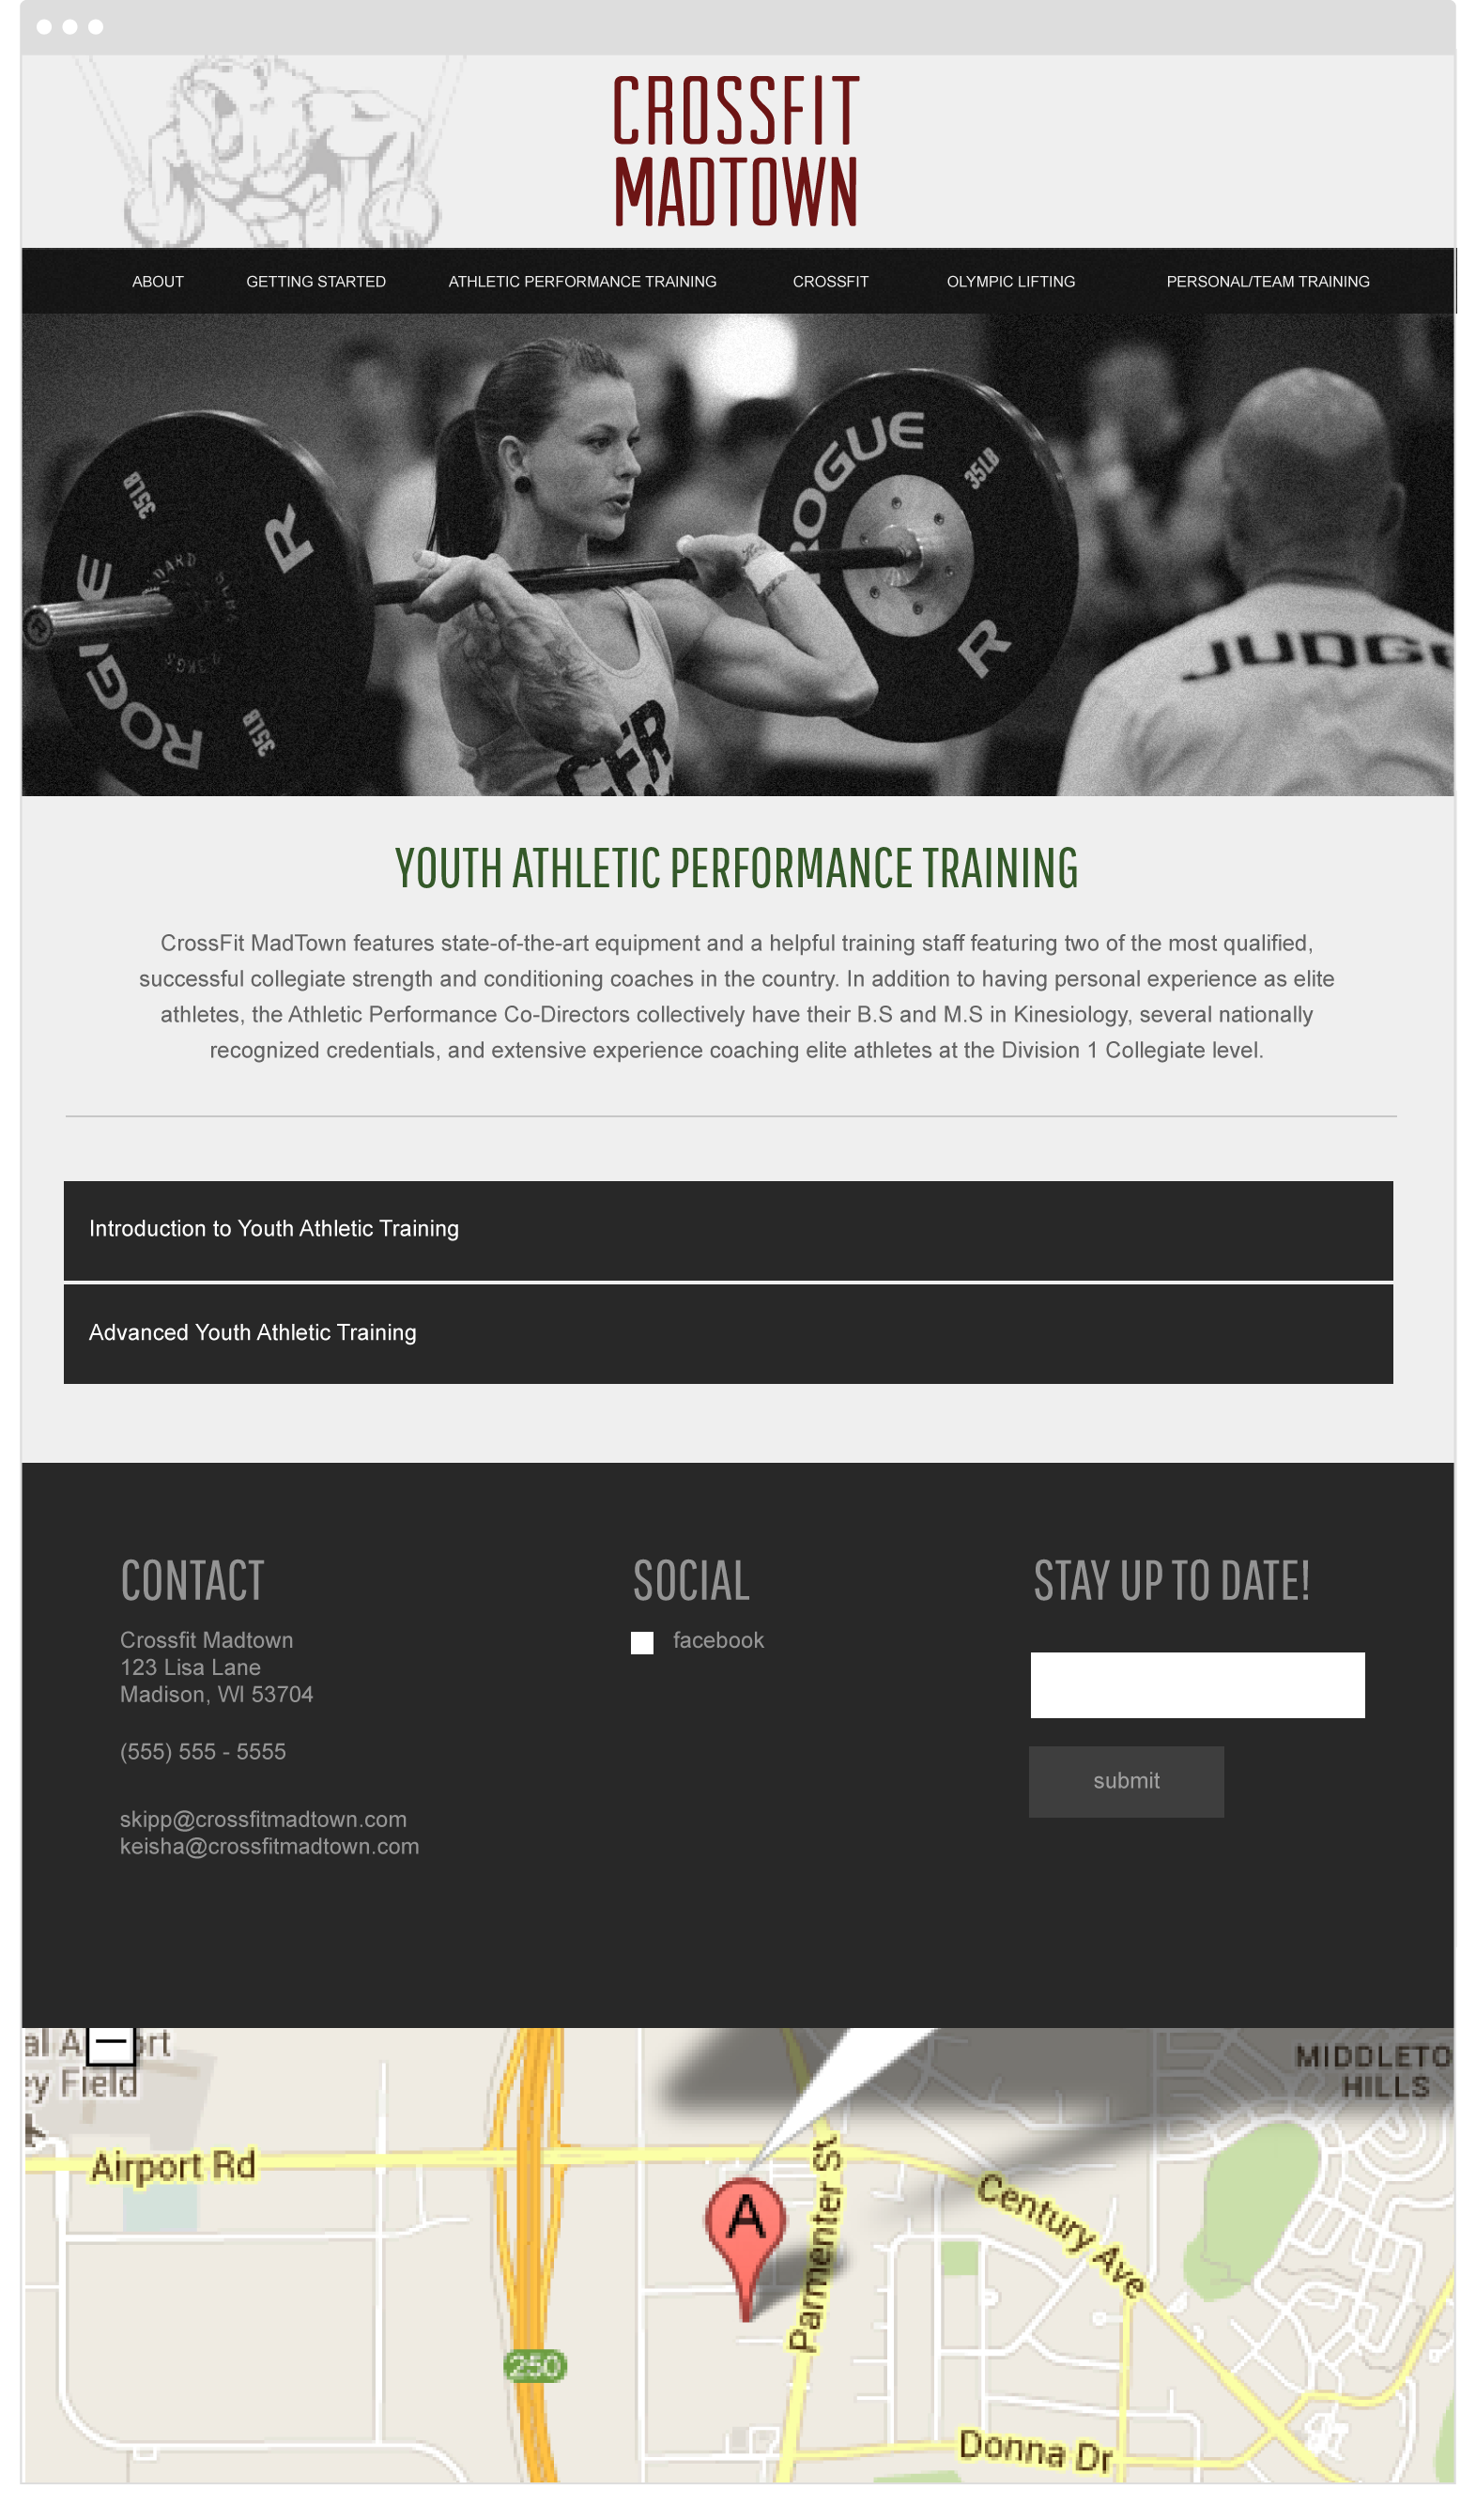 CROSSFIT
MADTOWN
ABOUT GETTING STARTED ATHLETIC PERFORMANCE TRAINING CROSSFIT OLYMPIC LIFTING PERSONAL/TEAM TRAINING
ROGUE
35LB
35LB
R
35LB
ROGUE
R
JUDGE
CFR
YOUTH ATHLETIC PERFORMANCE TRAINING
CrossFit MadTown features state-of-the-art equipment and a helpful training staff featuring two of the most qualified,
successful collegiate strength and conditioning coaches in the country. In addition to having personal experience as elite
athletes, the Athletic Performance Co-Directors collectively have their B.S and M.S in Kinesiology, several nationally
recognized credentials, and extensive experience coaching elite athletes at the Division 1 Collegiate level.
Introduction to Youth Athletic Training
Advanced Youth Athletic Training
CONTACT
Crossfit Madtown
123 Lisa Lane
Madison, WI 53704
(555) 555 - 5555
skipp@crossfitmadtown.com
keisha@crossfitmadtown.com
SOCIAL
facebook
STAY UP TO DATE!
submit
al A rt
ey Field
MIDDLETO
HILLS
Airport Rd
Parmenter St
Century Ave
A
250
Donna Dr